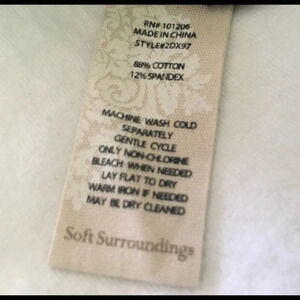 RN# 101206
MADE IN CHINA
STYLE#2DX97
88% COTTON
12% SPANDEX
MACHINE WASH COLD
SEPARATELY
GENTLE CYCLE
ONLY NON-CHLORINE
BLEACH WHEN NEEDED
LAY FLAT TO DRY
WARM IRON IF NEEDED
MAY BE DRY CLEANED
Soft Surroundings